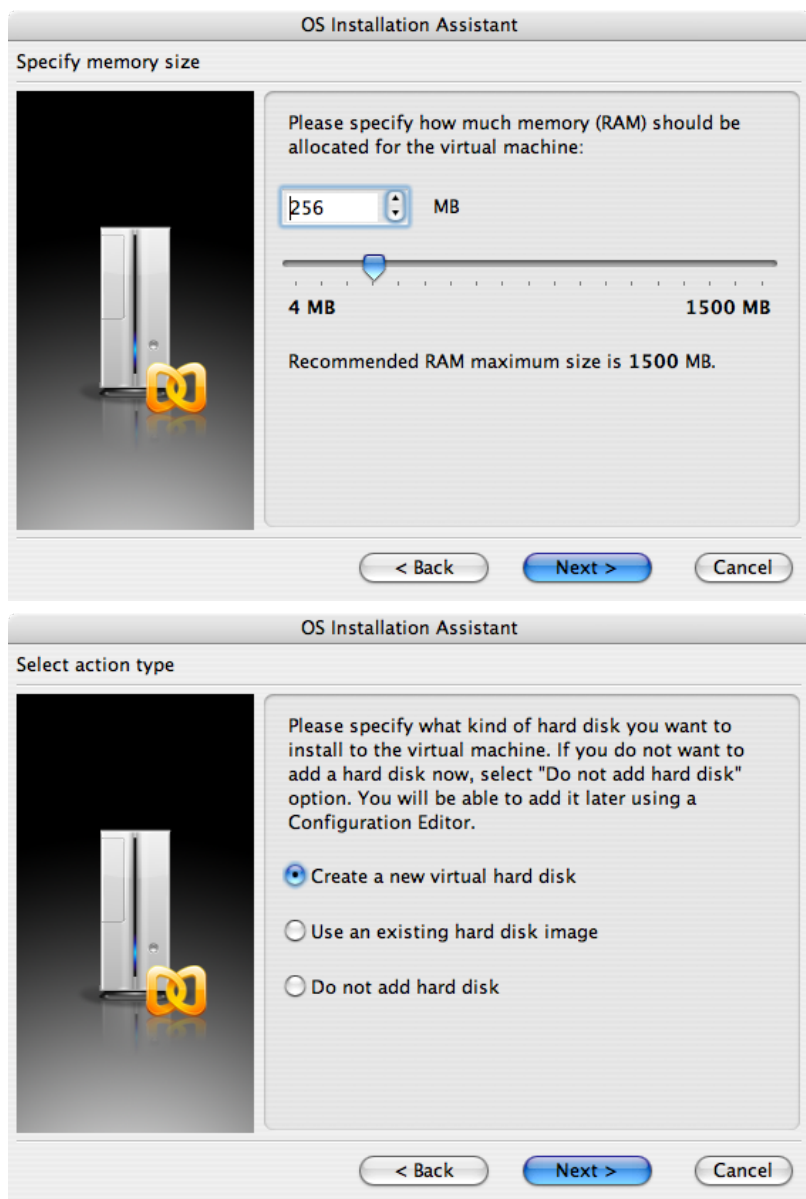 OS Installation Assistant
Specify memory size
Please specify how much memory (RAM) should be
allocated for the virtual machine:
256 MB
4 MB 1500 MB
Recommended RAM maximum size is 1500 MB.
< Back Next > Cancel
OS Installation Assistant
Select action type
Please specify what kind of hard disk you want to
install to the virtual machine. If you do not want to
add a hard disk now, select "Do not add hard disk"
option. You will be able to add it later using a
Configuration Editor.
Create a new virtual hard disk
Use an existing hard disk image
Do not add hard disk
< Back Next > Cancel